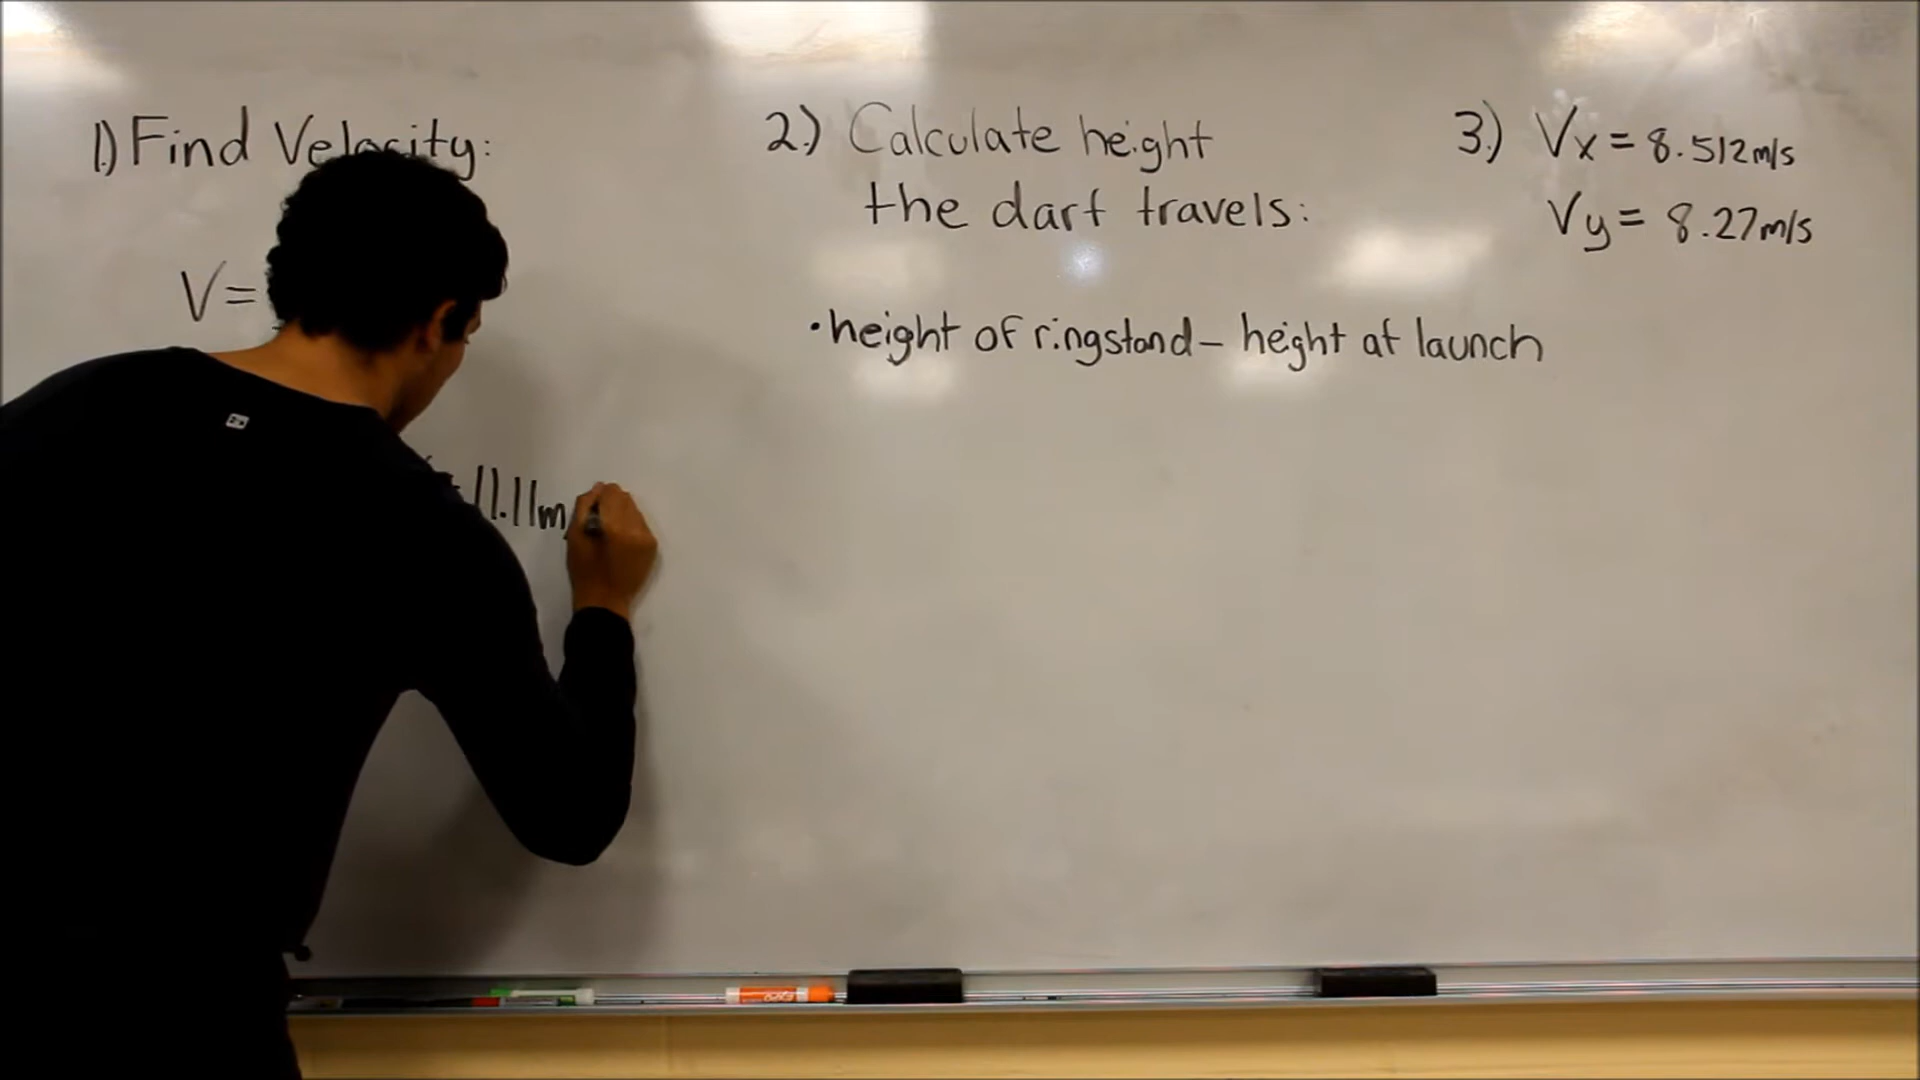 1.) Find Velocity:
V=
= 11.11m
2.) Calculate height
the dart travels:
• height of ringstand - height at launch
3.) Vx = 8.512m/s
Vy = 8.27m/s
EXPO